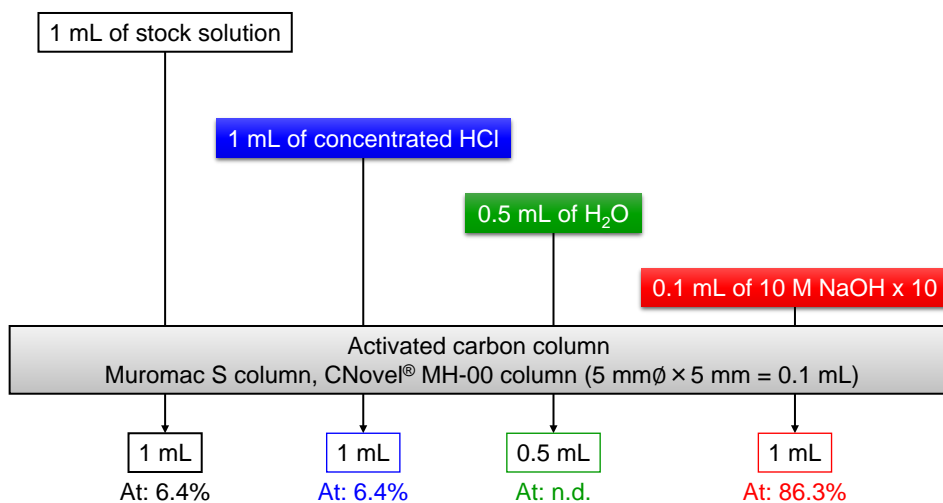 1 mL of stock solution
1 mL of concentrated HCl
0.5 mL of H₂O
0.1 mL of 10 M NaOH x 10
Activated carbon column
Muromac S column, CNovel® MH-00 column (5 mmØ × 5 mm = 0.1 mL)
1 mL
1 mL
0.5 mL
1 mL
At: 6.4%
At: 6.4%
At: n.d.
At: 86.3%